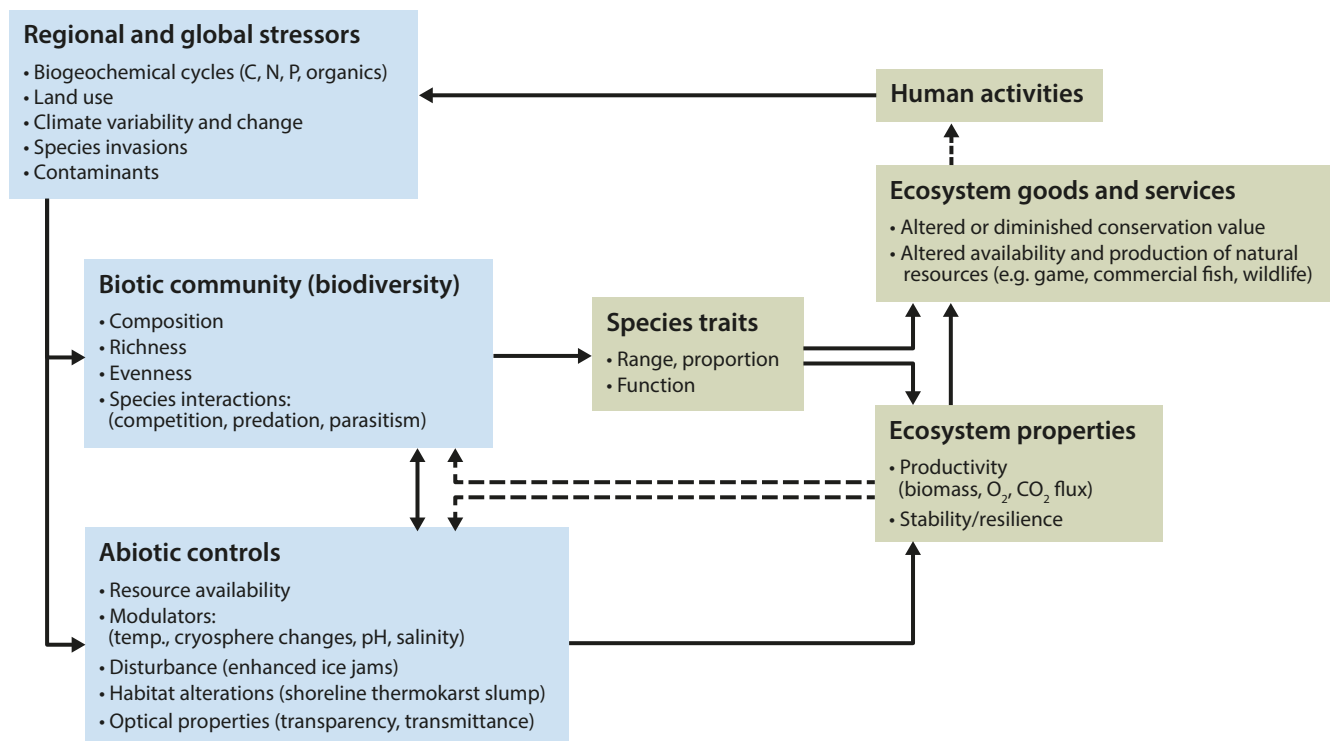 Regional and global stressors
• Biogeochemical cycles (C, N, P, organics)
• Land use
• Climate variability and change
• Species invasions
• Contaminants
Human activities
Ecosystem goods and services
• Altered or diminished conservation value
• Altered availability and production of natural
resources (e.g. game, commercial fish, wildlife)
Biotic community (biodiversity)
• Composition
• Richness
• Evenness
• Species interactions:
(competition, predation, parasitism)
Species traits
• Range, proportion
• Function
Ecosystem properties
• Productivity
(biomass, O₂, CO₂ flux)
• Stability/resilience
Abiotic controls
• Resource availability
• Modulators:
(temp., cryosphere changes, pH, salinity)
• Disturbance (enhanced ice jams)
• Habitat alterations (shoreline thermokarst slump)
• Optical properties (transparency, transmittance)